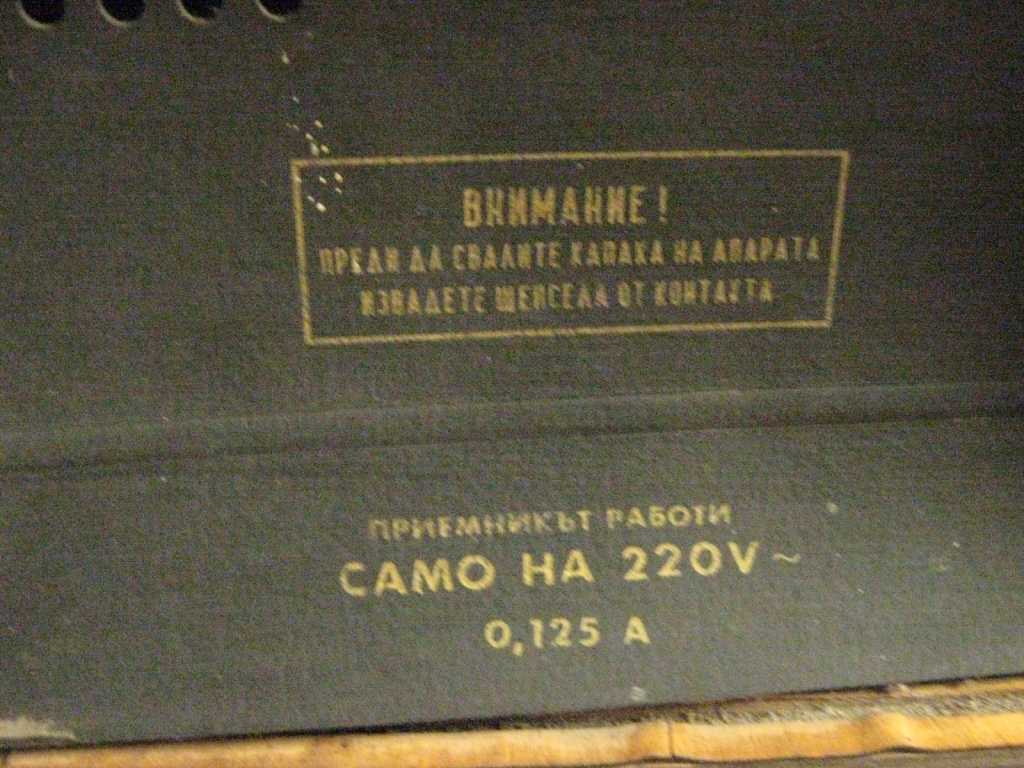 ВНИМАНИЕ!
ПРЕДИ ДА СВАЛИТЕ КАПАКА НА АПАРАТА
ИЗВАДЕТЕ ЩЕПСЕЛА ОТ КОНТАКТА
ПРИЕМНИКЪТ РАБОТИ
САМО НА 220V~
0,125 А